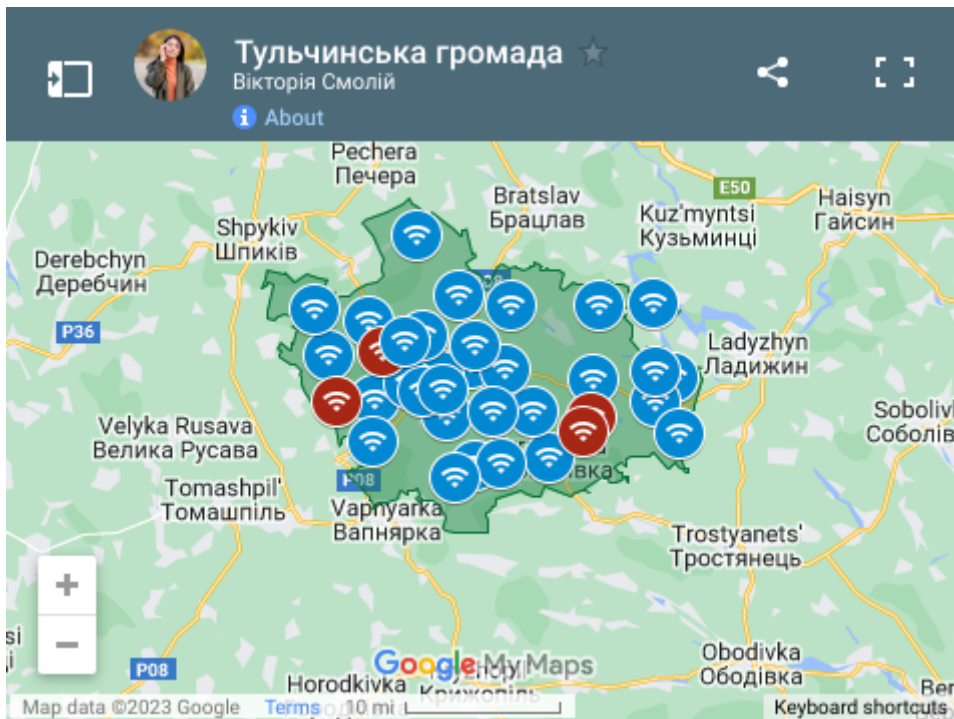 Тульчинська громада
Вікторія Смолій
About
Pechera
Печера
Bratslav
Брацлав
E50
Haisyn
Гайсин
Kuz'myntsi
Кузьминці
Shpykiv
Шпиків
Derebchyn
Деребчин
P36
Ladyzhyn
Ладижин
Velyka Rusava
Велика Русава
P08
Tomashpil'
Томашпіль
Vapnyarka
Вапнярка
Trostyanets'
Тростянець
Obodivka
Ободівка
P08
Google My Maps
Horodkivka
Крижопіль
Map data ©2023 Google
Terms
10 mi
Keyboard shortcuts